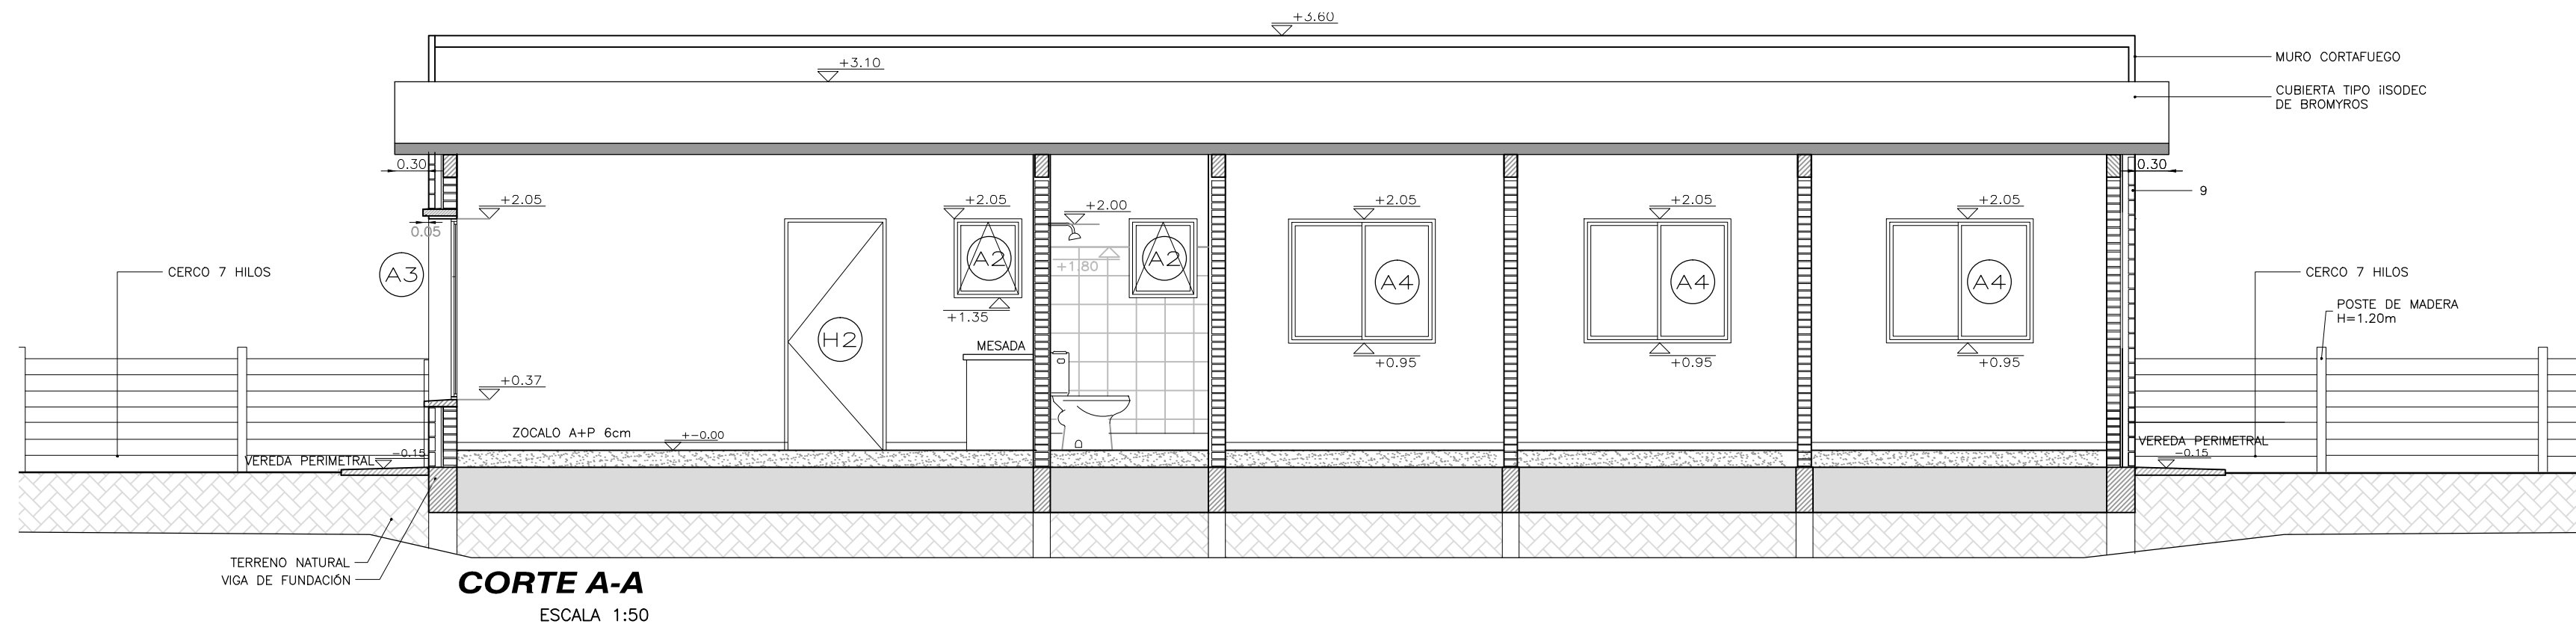 +3.60
MURO CORTAFUEGO
+3.10
CUBIERTA TIPO iISODEC
DE BROMYROS
0.30
0.30
9
+2.05
+2.05
+2.00
+2.05
+2.05
+2.05
0.05
A3
A2
A2
+1.80
A4
A4
A4
CERCO 7 HILOS
CERCO 7 HILOS
POSTE DE MADERA
H=1.20m
+1.35
H2
MESADA
+0.95
+0.95
+0.95
+0.37
ZOCALO A+P 6cm
+-0.00
VEREDA PERIMETRAL
-0.15
VEREDA PERIMETRAL
-0.15
TERRENO NATURAL
VIGA DE FUNDACIÓN
CORTE A-A
ESCALA 1:50